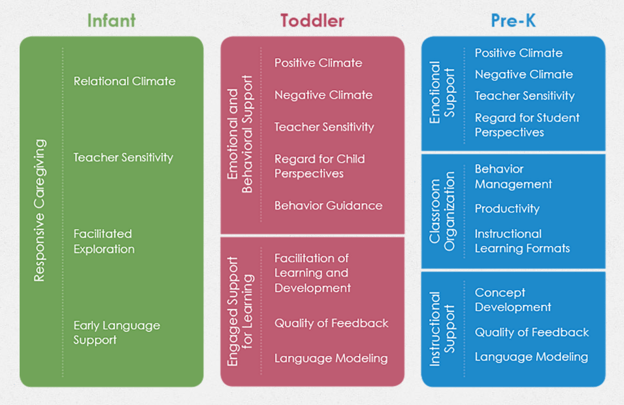 Infant
Responsive Caregiving
Relational Climate
Teacher Sensitivity
Facilitated
Exploration
Early Language
Support
Toddler
Emotional and
Behavioral Support
Positive Climate
Negative Climate
Teacher Sensitivity
Regard for Child
Perspectives
Behavior Guidance
Engaged Support
for Learning
Facilitation of
Learning and
Development
Quality of Feedback
Language Modeling
Pre-K
Emotional
Support
Positive Climate
Negative Climate
Teacher Sensitivity
Regard for Student
Perspectives
Classroom
Organization
Behavior
Management
Productivity
Instructional
Learning Formats
Instructional
Support
Concept
Development
Quality of Feedback
Language Modeling